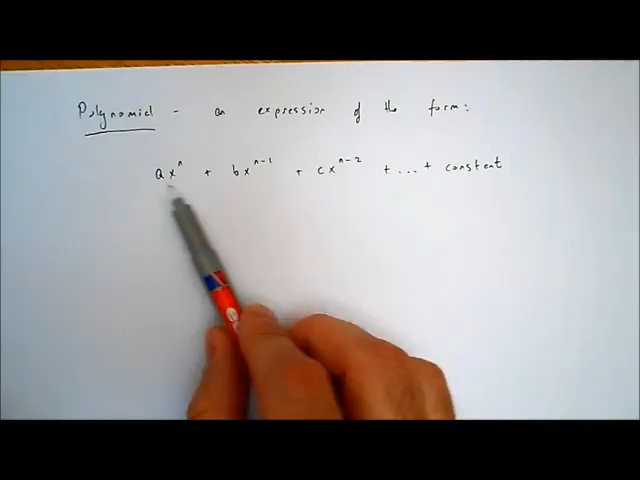 Polynomial - an expression of the form:
ax^n + bx^{n-1} + cx^{n-2} + ... + constant